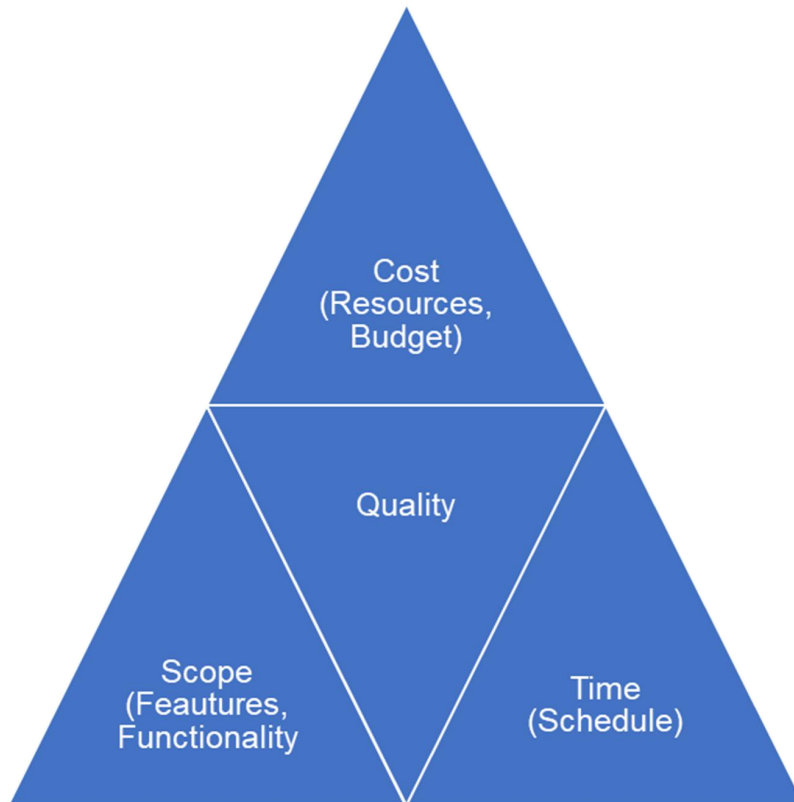 Cost
(Resources,
Budget)
Quality
Scope
(Feautures,
Functionality
Time
(Schedule)